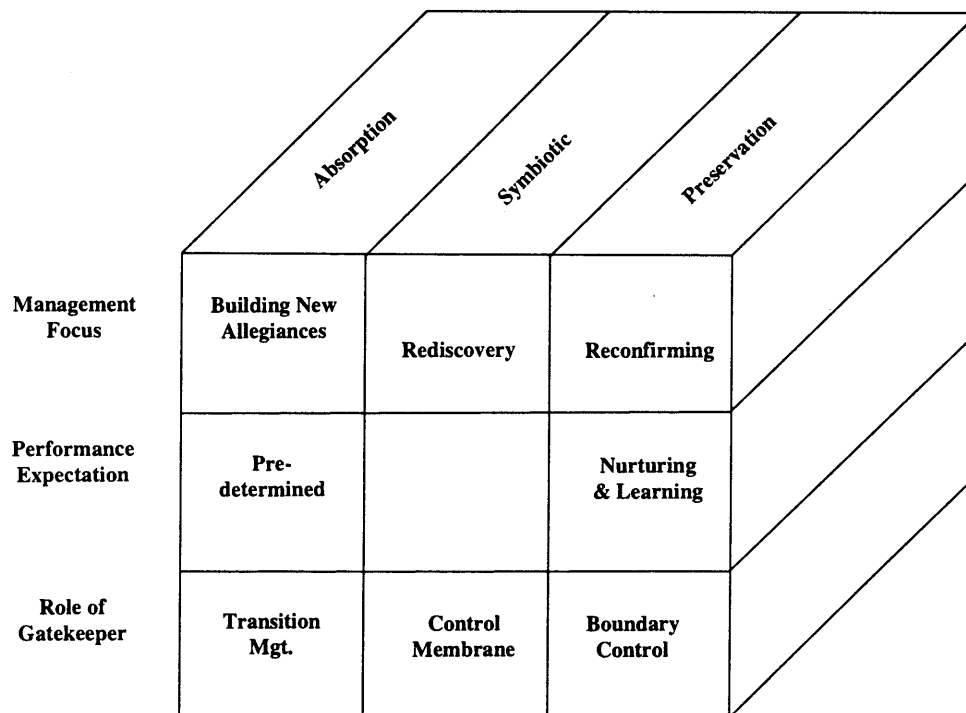 Absorption
Symbiotic
Preservation
Management
Focus
Building New
Allegiances
Rediscovery
Reconfirming
Performance
Expectation
Pre-
determined
Nurturing
& Learning
Role of
Gatekeeper
Transition
Mgt.
Control
Membrane
Boundary
Control